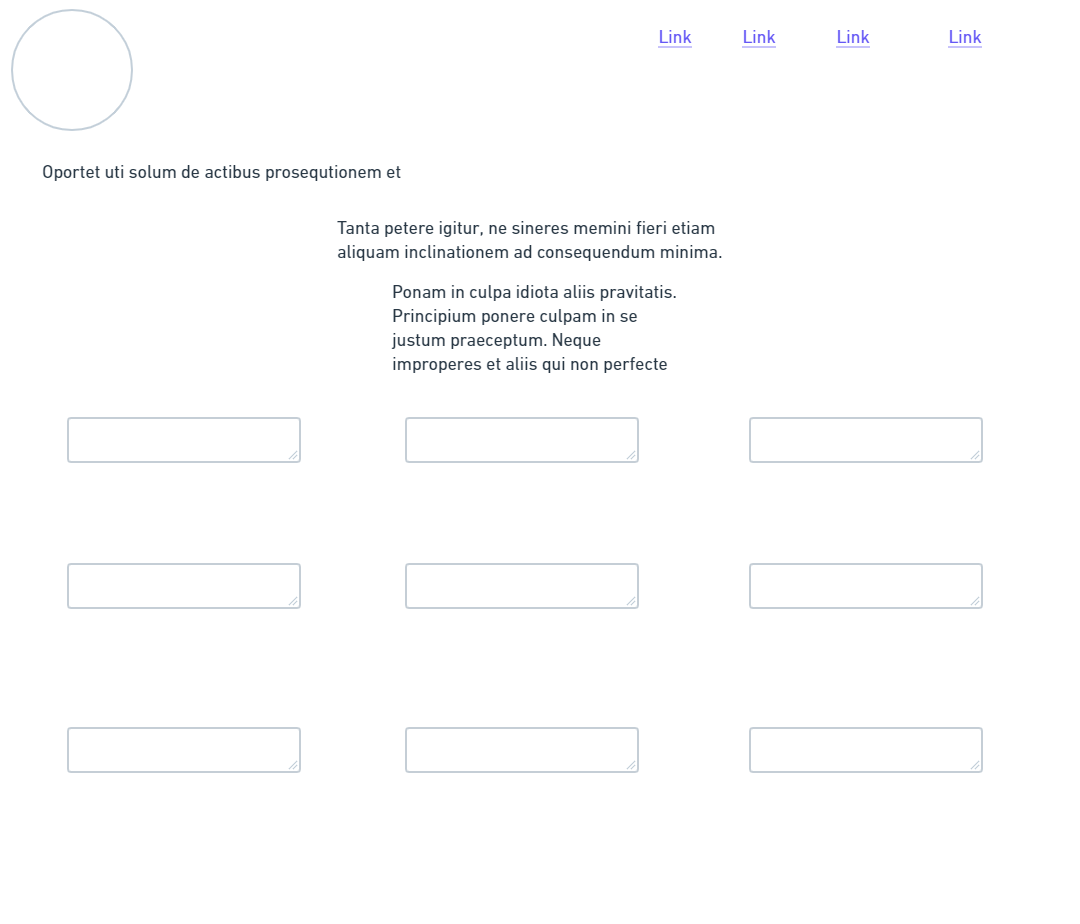 Link Link Link Link
Oportet uti solum de actibus prosequtionem et
Tanta petere igitur, ne sineres memini fieri etiam
aliquam inclinationem ad consequendum minima.
Ponam in culpa idiota aliis pravitatis.
Principium ponere culpam in se
justum praeceptum. Neque
improperes et aliis qui non perfecte